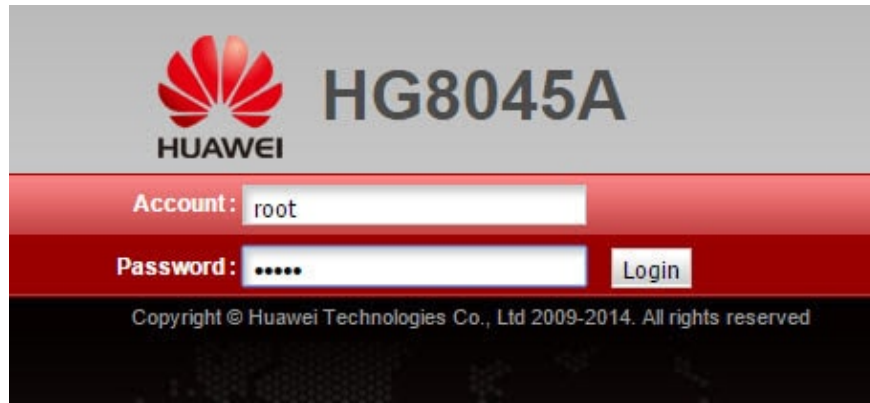 HUAWEI
HG8045A
Account: root
Password: •••••
Login
Copyright © Huawei Technologies Co., Ltd 2009-2014. All rights reserved